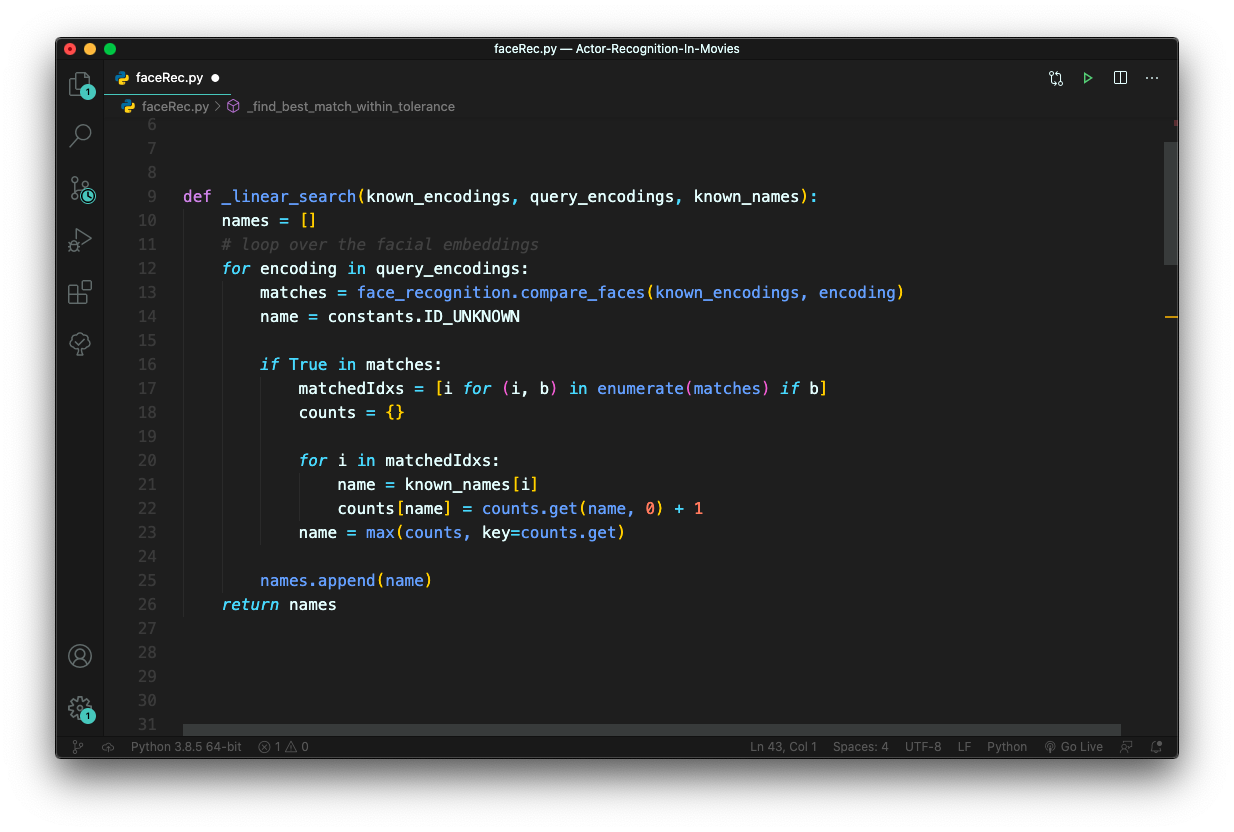 faceRec.py — Actor-Recognition-In-Movies
1
faceRec.py
faceRec.py > _find_best_match_within_tolerance
6
7
8
9 def _linear_search(known_encodings, query_encodings, known_names):
10     names = []
11     # loop over the facial embeddings
12     for encoding in query_encodings:
13         matches = face_recognition.compare_faces(known_encodings, encoding)
14         name = constants.ID_UNKNOWN
15
16         if True in matches:
17             matchedIdxs = [i for (i, b) in enumerate(matches) if b]
18             counts = {}
19
20             for i in matchedIdxs:
21                 name = known_names[i]
22                 counts[name] = counts.get(name, 0) + 1
23             name = max(counts, key=counts.get)
24
25         names.append(name)
26     return names
27
28
29
30
31
1
Python 3.8.5 64-bit 1 0 Ln 43, Col 1 Spaces: 4 UTF-8 LF Python Go Live